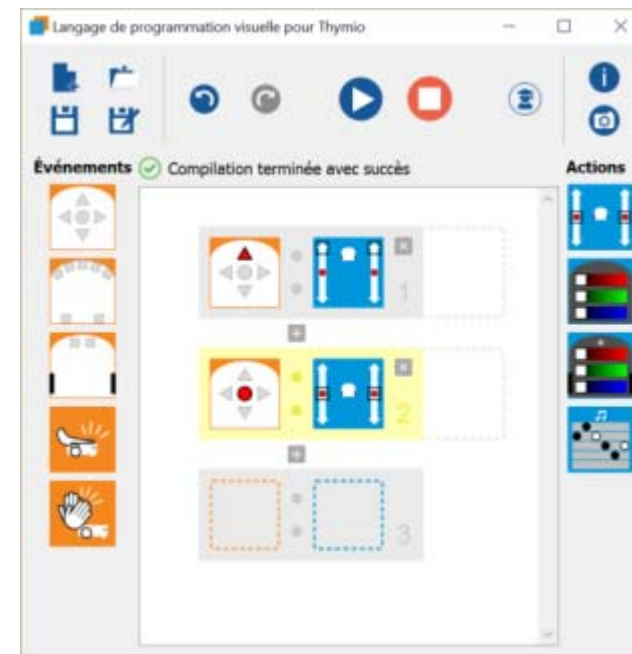 Langage de programmation visuelle pour Thymio
Événements
Compilation terminée avec succès
Actions
1
2
3